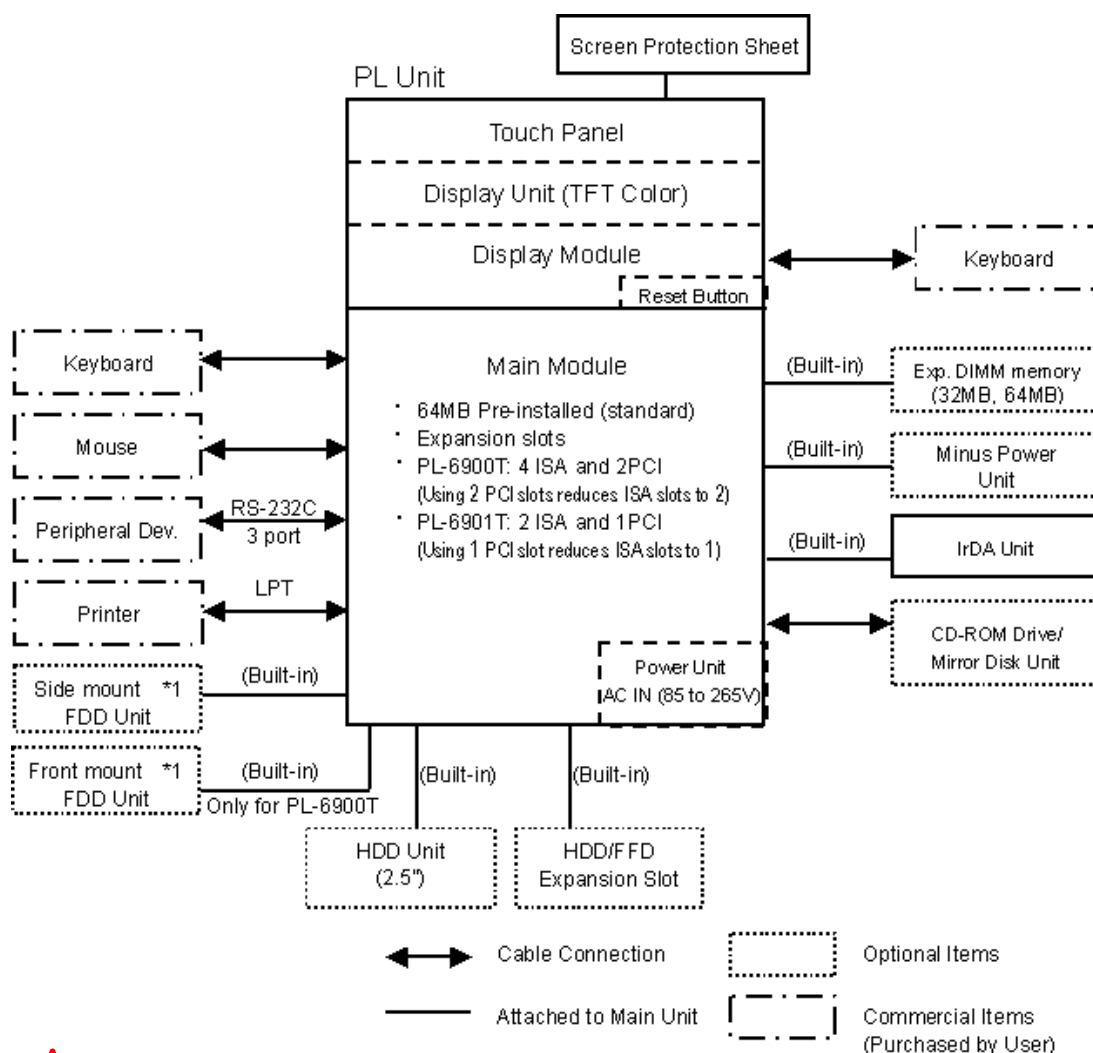 Screen Protection Sheet
PL Unit
Touch Panel
Display Unit (TFT Color)
Display Module
Reset Button
Keyboard
Main Module
· 64MB Pre-installed (standard)
· Expansion slots
· PL-6900T: 4 ISA and 2PCI
(Using 2 PCI slots reduces ISA slots to 2)
· PL-6901T: 2 ISA and 1PCI
(Using 1 PCI slot reduces ISA slots to 1)
Power Unit
AC IN (85 to 265V)
Keyboard
Mouse
Peripheral Dev.
RS-232C
3 port
Printer
LPT
Side mount *1
FDD Unit
(Built-in)
Front mount *1
FDD Unit
(Built-in)
Only for PL-6900T
(Built-in)
Exp. DIMM memory
(32MB, 64MB)
(Built-in)
Minus Power
Unit
(Built-in)
IrDA Unit
CD-ROM Drive/
Mirror Disk Unit
(Built-in)
HDD Unit
(2.5")
(Built-in)
HDD/FFD
Expansion Slot
Cable Connection
Optional Items
Attached to Main Unit
Commercial Items
(Purchased by User)